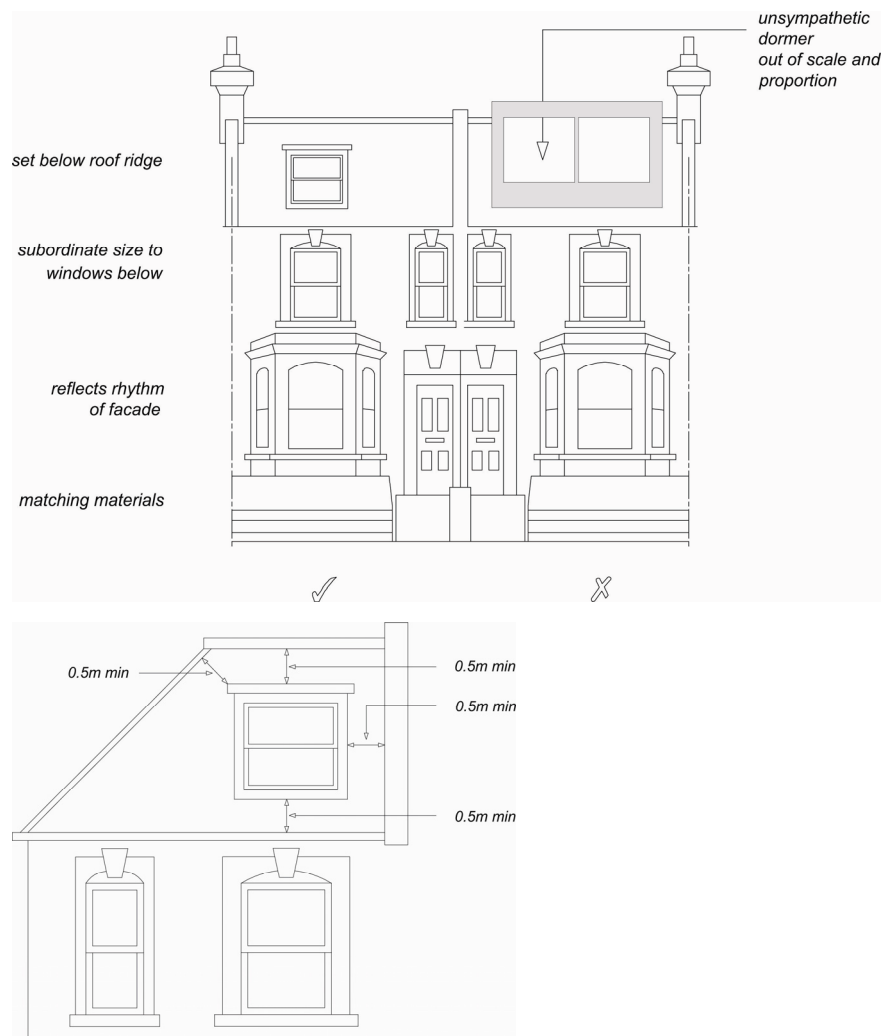 unsympathetic
dormer
out of scale and
proportion
set below roof ridge
subordinate size to
windows below
reflects rhythm
of facade
matching materials
✓
✗
0.5m min
0.5m min
0.5m min
0.5m min